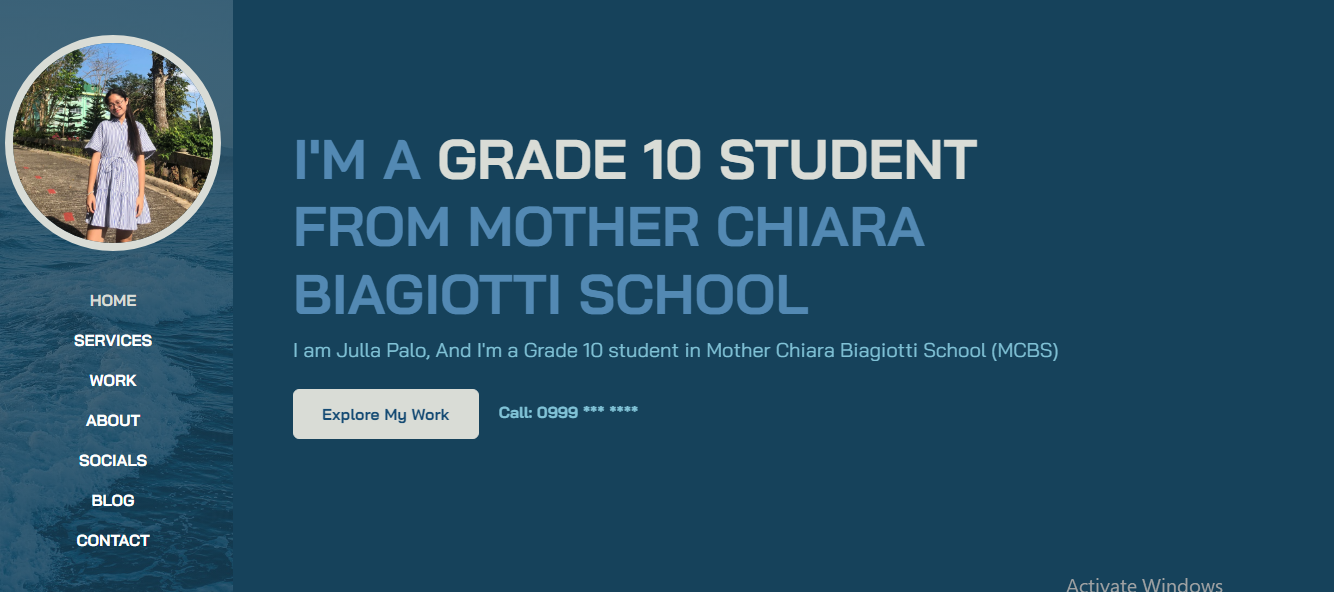 HOME
SERVICES
WORK
ABOUT
SOCIALS
BLOG
CONTACT
I'M A GRADE 10 STUDENT
FROM MOTHER CHIARA
BIAGIOTTI SCHOOL
I am Julla Palo, And I'm a Grade 10 student in Mother Chiara Biagiotti School (MCBS)
Explore My Work
Call: 0999 *** ****
Activate Windows